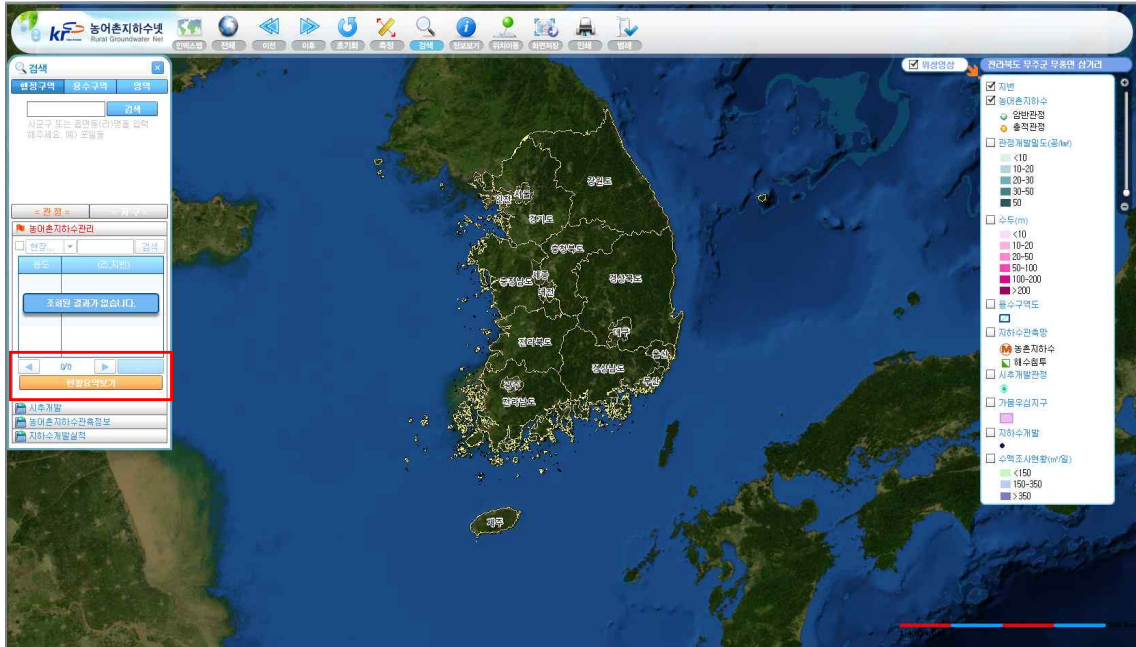 kr 농어촌지하수넷
Rural Groundwater Net
인덱스맵 전체 이전 이후 초기화 측정 검색 정보보기 위치이동 화면저장 인쇄 범례
검색
행정구역 용수구역 영역
검색
시군구 또는 읍면동(리)명을 입력
해주세요. 예) 포일동
= 관 정 = = 지 구 =
농어촌지하수관리
현장... 검색
용도 (리,지번)
조회된 결과가 없습니다.
0/0
현황요약보기
시추개발
농어촌지하수관측정보
지하수개발실적
강원도
인천 서울
경기도
충청북도
충청남도 세종
대전
경상북도
전라북도
대구
울산
경상남도
부산
광주
전라남도
제주
위성영상
전라북도 무주군 무풍면 삼거리
지번
농어촌지하수
암반관정
충적관정
관정개발밀도(공/㎢)
<10
10-20
20-30
30-50
50
수두(m)
<10
10-20
20-50
50-100
100-200
>200
용수구역도
지하수관측망
농촌지하수
해수침투
시추개발관정
가뭄우심지구
지하수개발
수맥조사현황(m³/일)
<150
150-350
>350